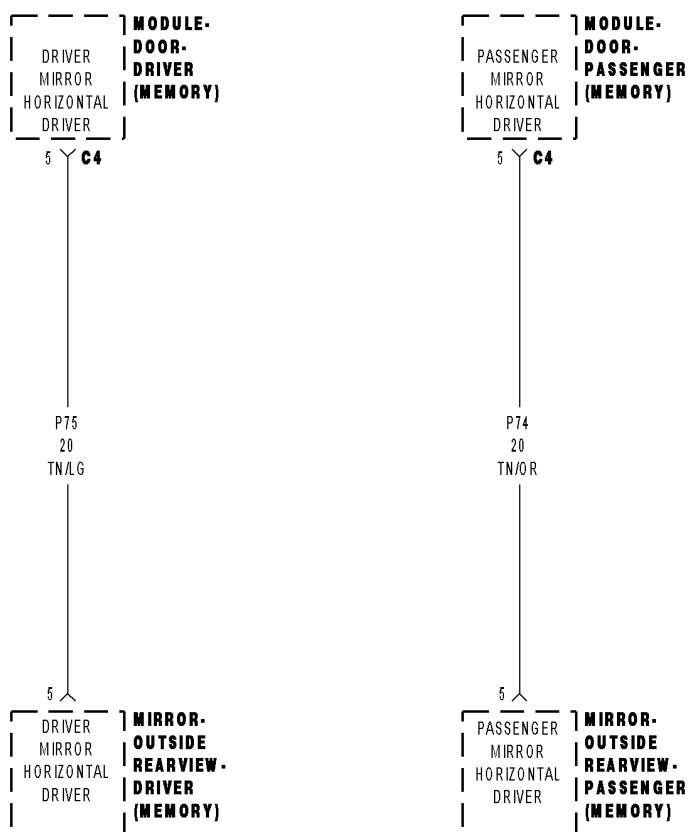 DRIVER
MIRROR
HORIZONTAL
DRIVER
MODULE-
DOOR-
DRIVER
(MEMORY)
5 C4
P75
20
TN/LG
5
DRIVER
MIRROR
HORIZONTAL
DRIVER
MIRROR-
OUTSIDE
REARVIEW-
DRIVER
(MEMORY)
PASSENGER
MIRROR
HORIZONTAL
DRIVER
MODULE-
DOOR-
PASSENGER
(MEMORY)
5 C4
P74
20
TN/OR
5
PASSENGER
MIRROR
HORIZONTAL
DRIVER
MIRROR-
OUTSIDE
REARVIEW-
PASSENGER
(MEMORY)